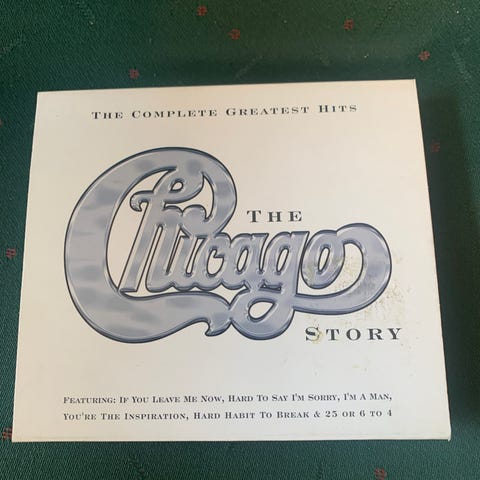 The Complete Greatest Hits
The
Chicago
Story
Featuring: If You Leave Me Now, Hard To Say I'm Sorry, I'm A Man,
You're The Inspiration, Hard Habit To Break & 25 or 6 to 4